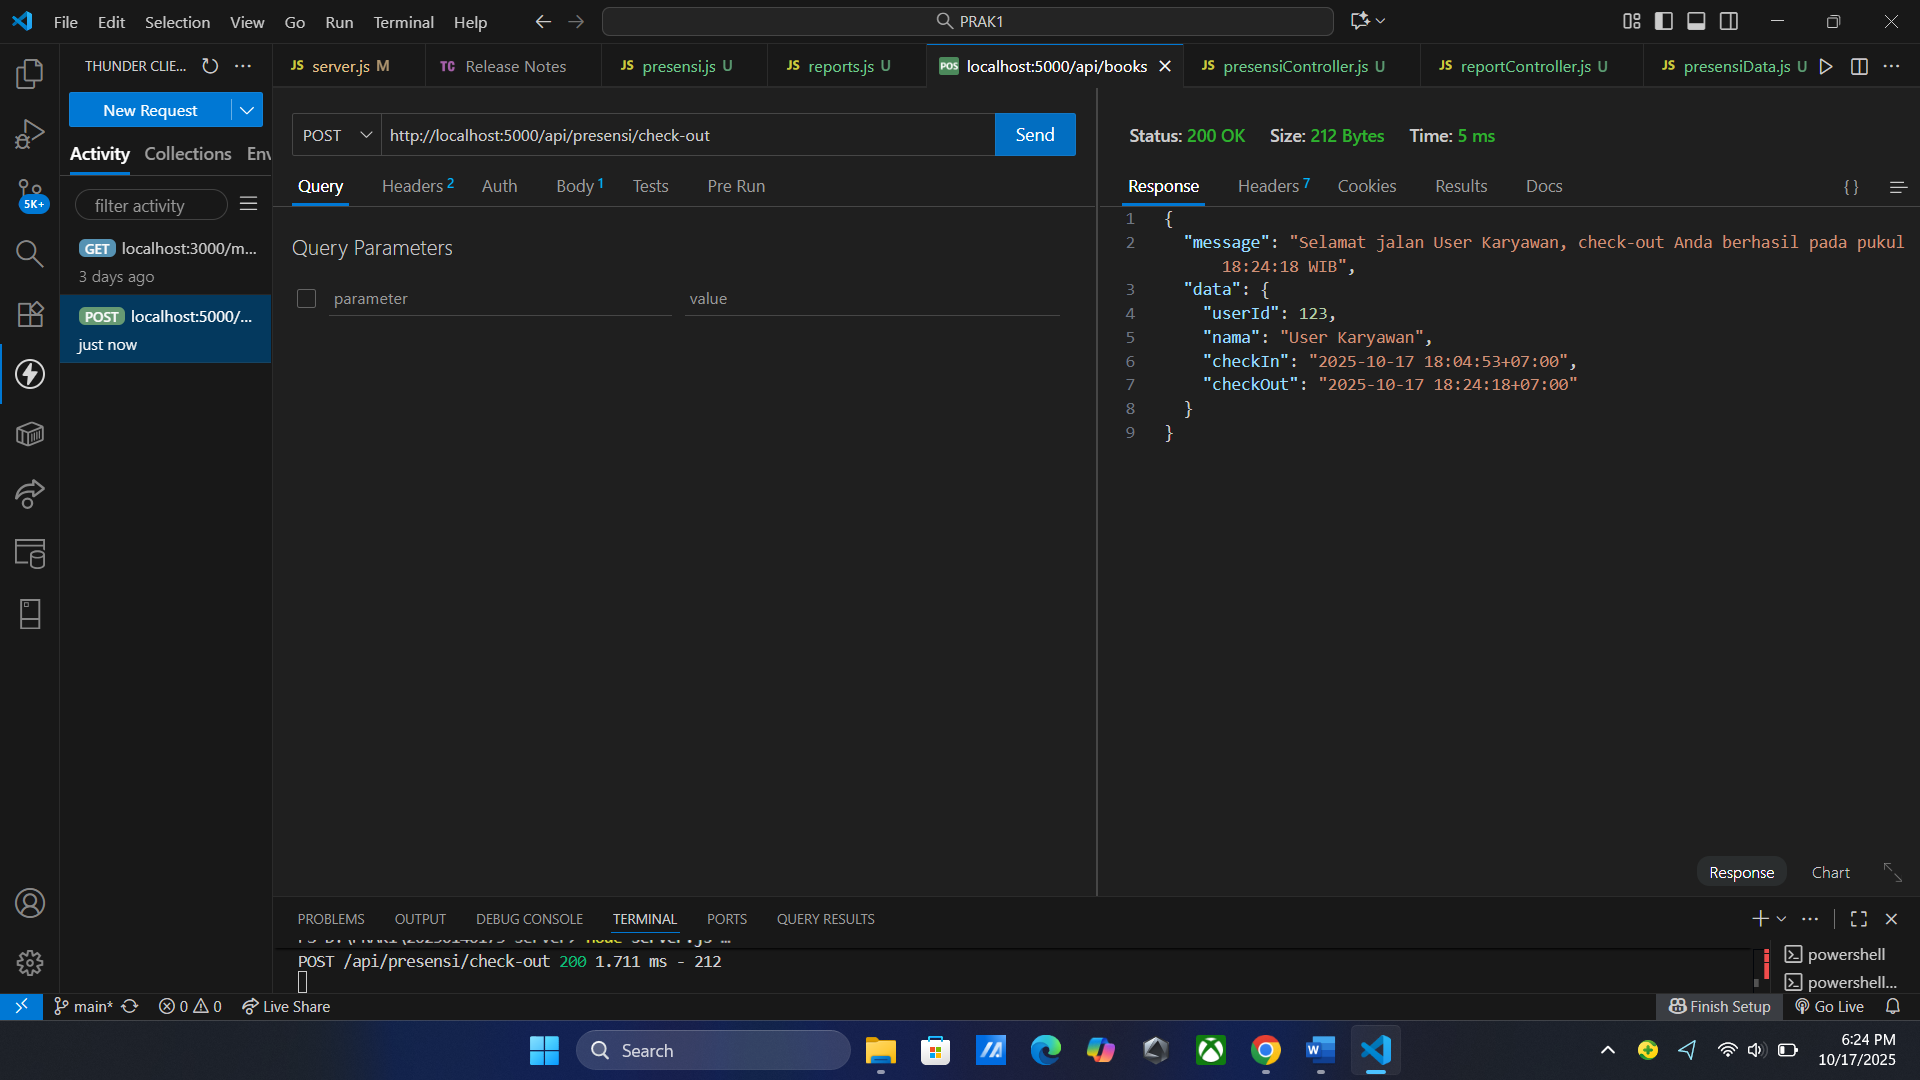 File Edit Selection View Go Run Terminal Help
PRAK1
THUNDER CLIE...
JS server.js M
TC Release Notes
JS presensi.js U
JS reports.js U
POS localhost:5000/api/books
JS presensiController.js U
JS reportController.js U
JS presensiData.js U
New Request
Activity Collections Env
filter activity
GET localhost:3000/m...
3 days ago
POST localhost:5000/...
just now
5K+
POST http://localhost:5000/api/presensi/check-out Send
Query Headers 2 Auth Body 1 Tests Pre Run
Query Parameters
parameter value
Status: 200 OK Size: 212 Bytes Time: 5 ms
Response Headers 7 Cookies Results Docs { }
1 {
2 "message": "Selamat jalan User Karyawan, check-out Anda berhasil pada pukul
18:24:18 WIB",
3 "data": {
4 "userId": 123,
5 "nama": "User Karyawan",
6 "checkIn": "2025-10-17 18:04:53+07:00",
7 "checkOut": "2025-10-17 18:24:18+07:00"
8 }
9 }
Response Chart
PROBLEMS OUTPUT DEBUG CONSOLE TERMINAL PORTS QUERY RESULTS
POST /api/presensi/check-out 200 1.711 ms - 212
powershell
powershell...
main* 0 0 Live Share
Finish Setup Go Live
Search
6:24 PM
10/17/2025